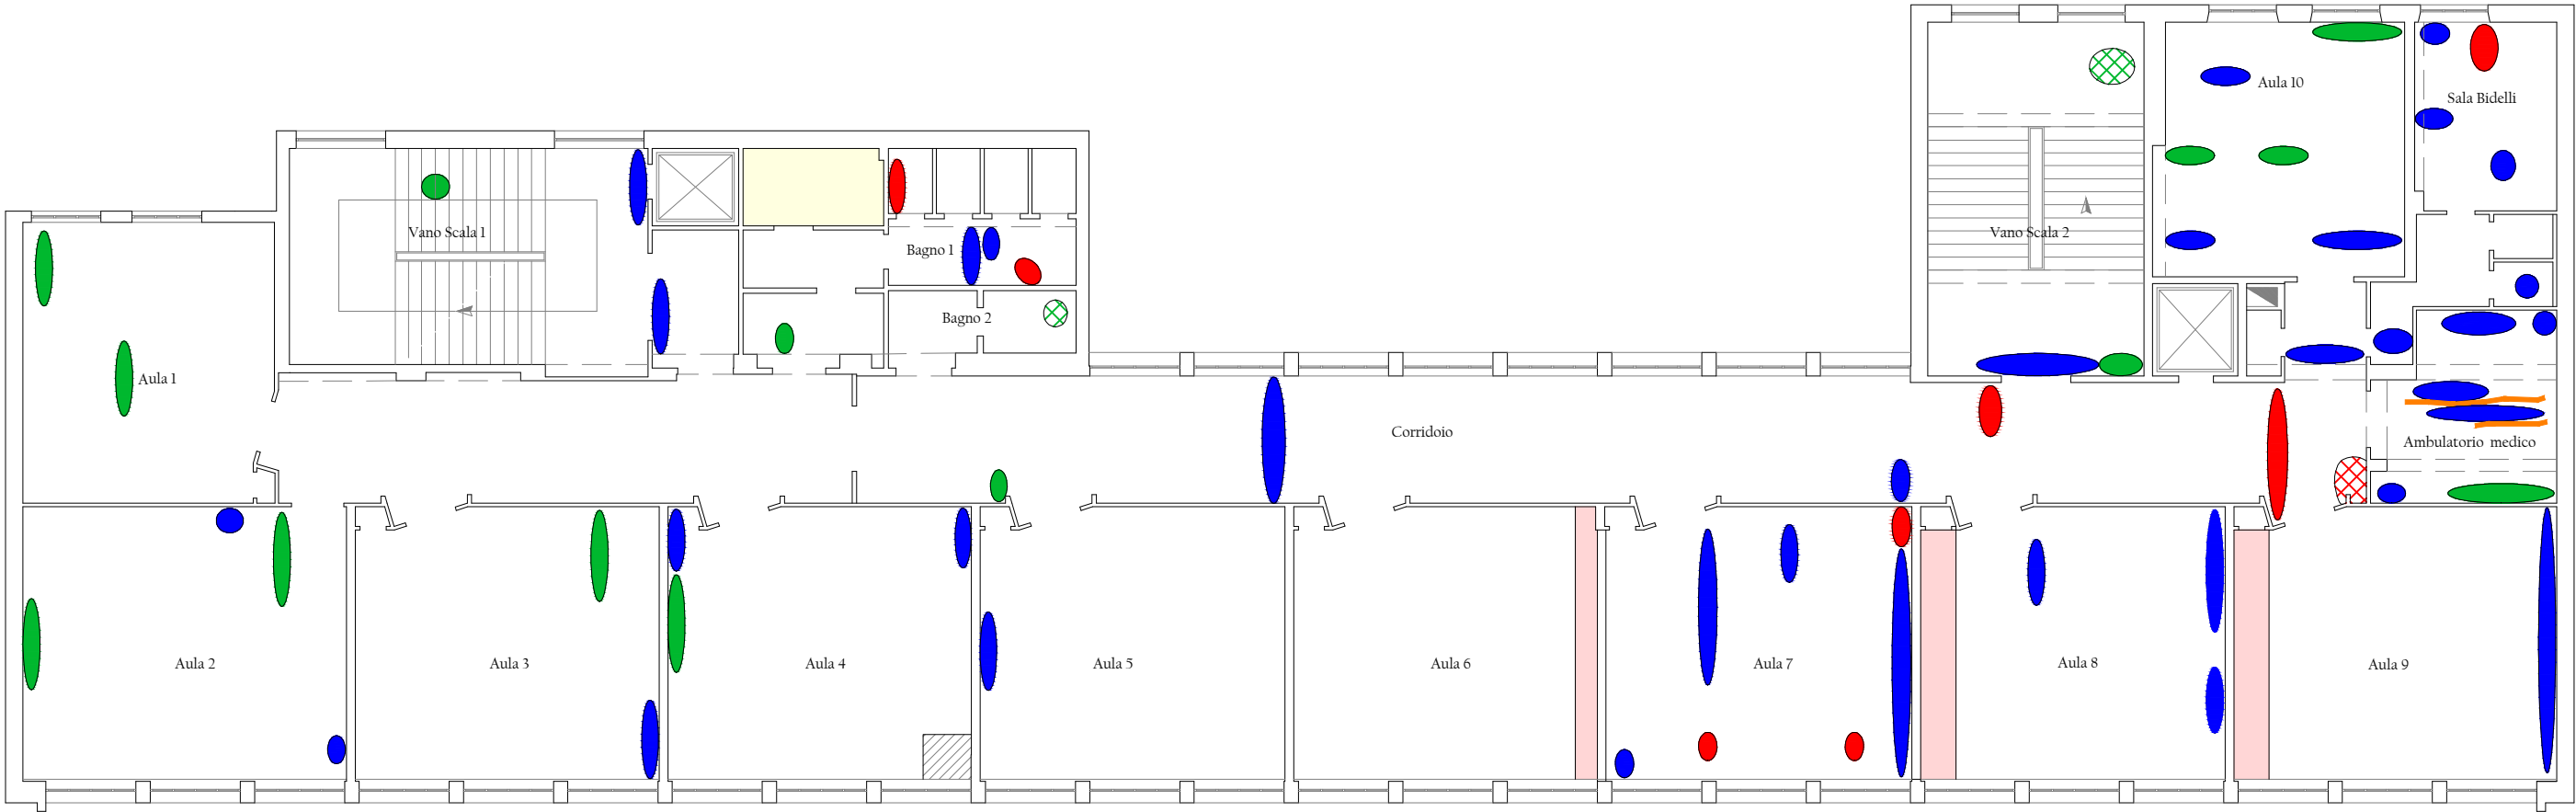 Aula 10
Sala Bidelli
Vano Scala 1
Vano Scala 2
Bagno 1
Bagno 2
Aula 1
Corridoio
Ambulatorio medico
Aula 2
Aula 3
Aula 4
Aula 5
Aula 6
Aula 7
Aula 8
Aula 9